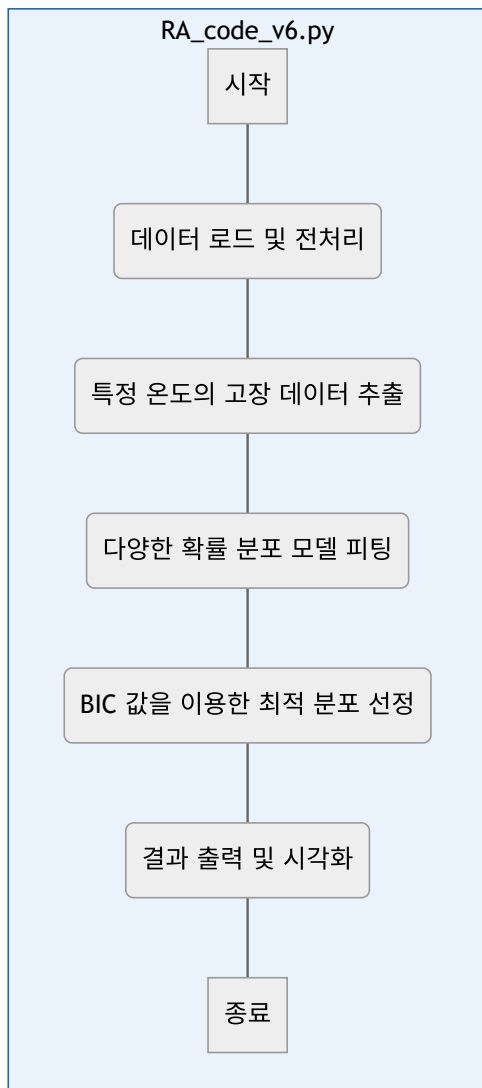 RA_code_v6.py
시작
데이터 로드 및 전처리
특정 온도의 고장 데이터 추출
다양한 확률 분포 모델 피팅
BIC 값을 이용한 최적 분포 선정
결과 출력 및 시각화
종료